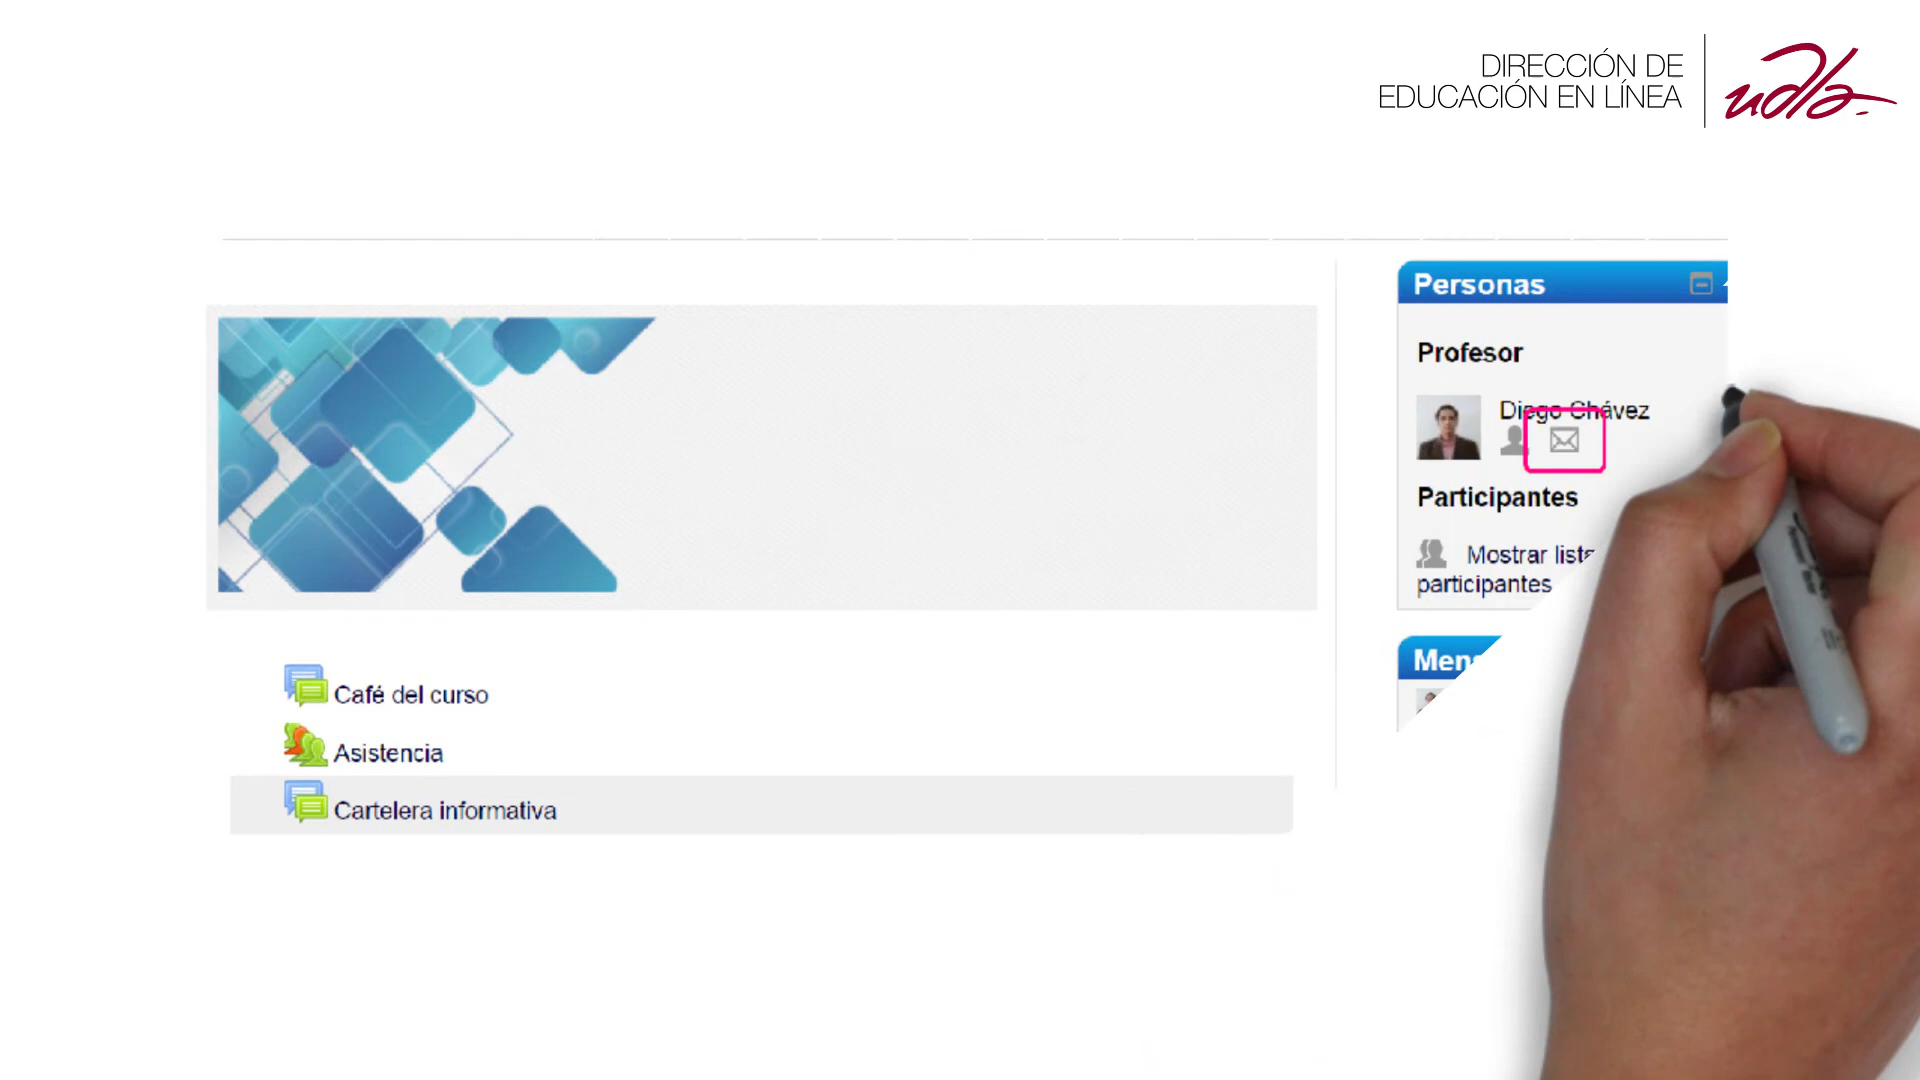 DIRECCIÓN DE
EDUCACIÓN EN LÍNEA
udla.
Personas
Profesor
Diego Chávez
Participantes
Mostrar
participantes
Café del curso
Asistencia
Cartelera informativa